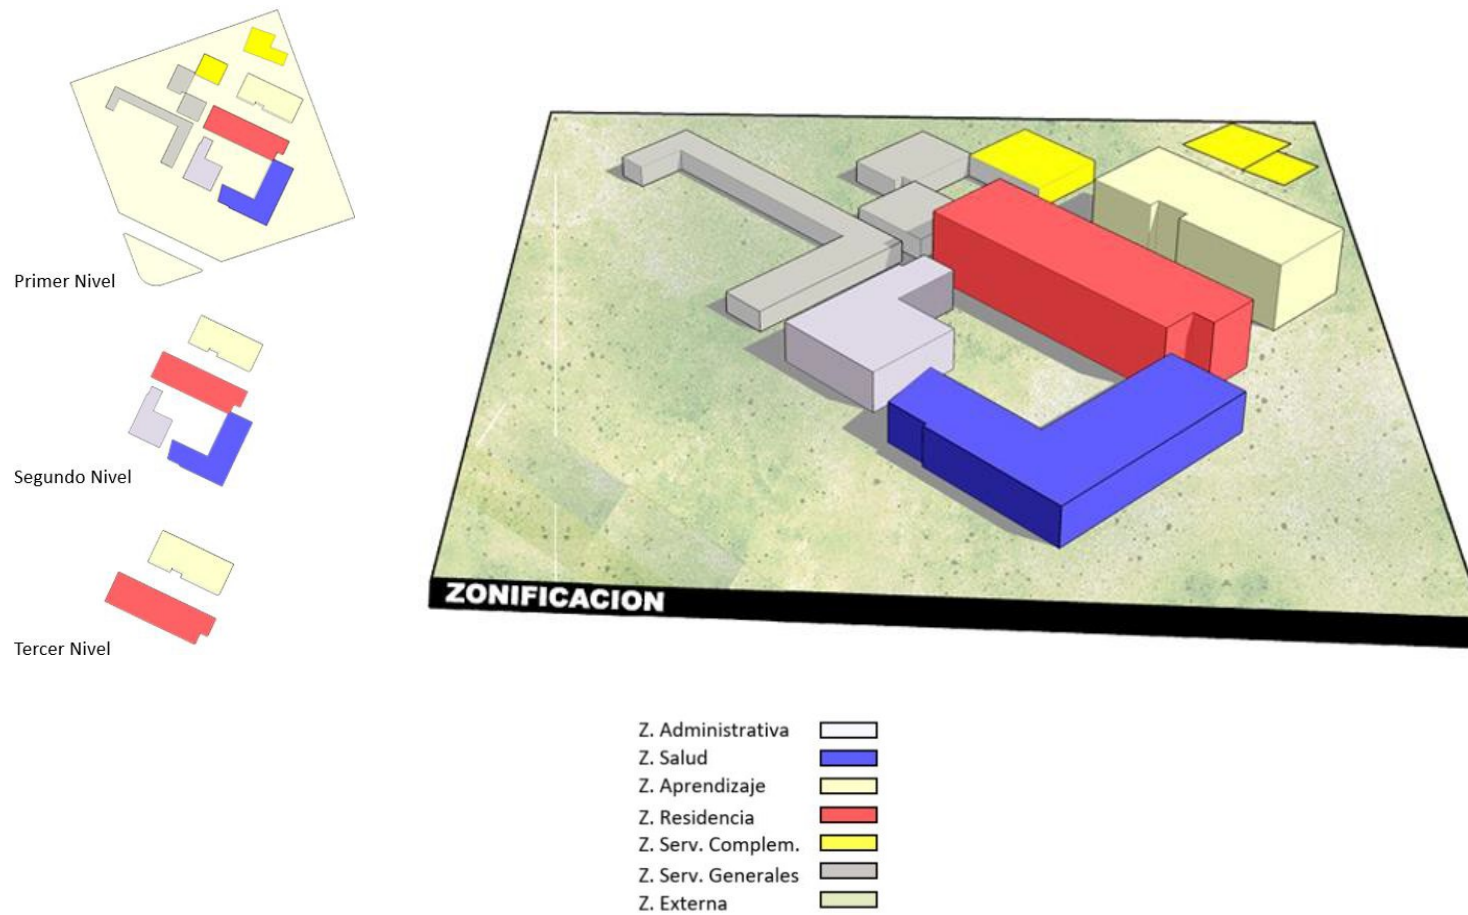 Primer Nivel
Segundo Nivel
Tercer Nivel
ZONIFICACION
Z. Administrativa
Z. Salud
Z. Aprendizaje
Z. Residencia
Z. Serv. Complem.
Z. Serv. Generales
Z. Externa